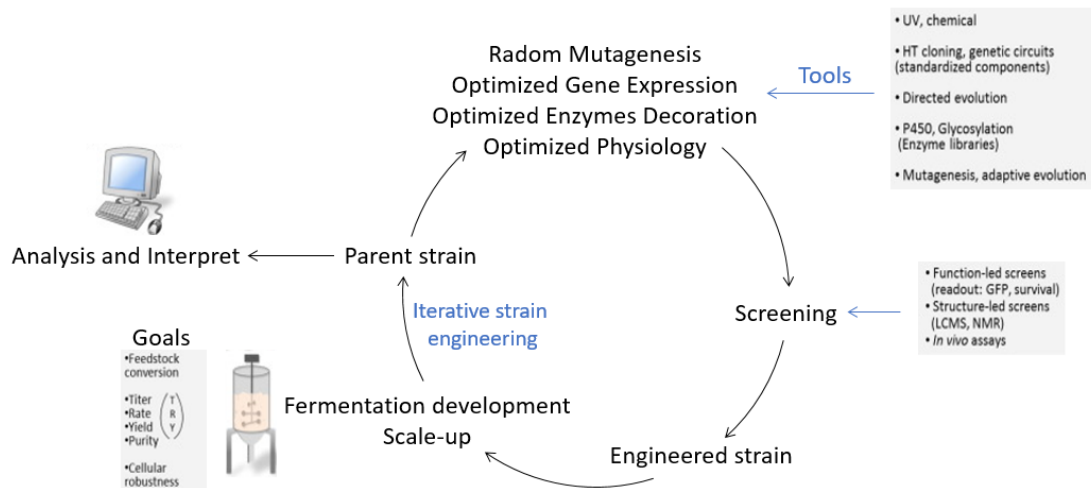 Radom Mutagenesis
Optimized Gene Expression
Optimized Enzymes Decoration
Optimized Physiology
Tools
• UV, chemical
• HT cloning, genetic circuits
(standardized components)
• Directed evolution
• P450, Glycosylation
(Enzyme libraries)
• Mutagenesis, adaptive evolution
Analysis and Interpret
Parent strain
Iterative strain
engineering
Screening
• Function-led screens
(readout: GFP, survival)
• Structure-led screens
(LCMS, NMR)
• In vivo assays
Goals
•Feedstock
conversion
•Titer
•Rate
•Yield
•Purity
•Cellular
robustness
T
R
Y
Fermentation development
Scale-up
Engineered strain